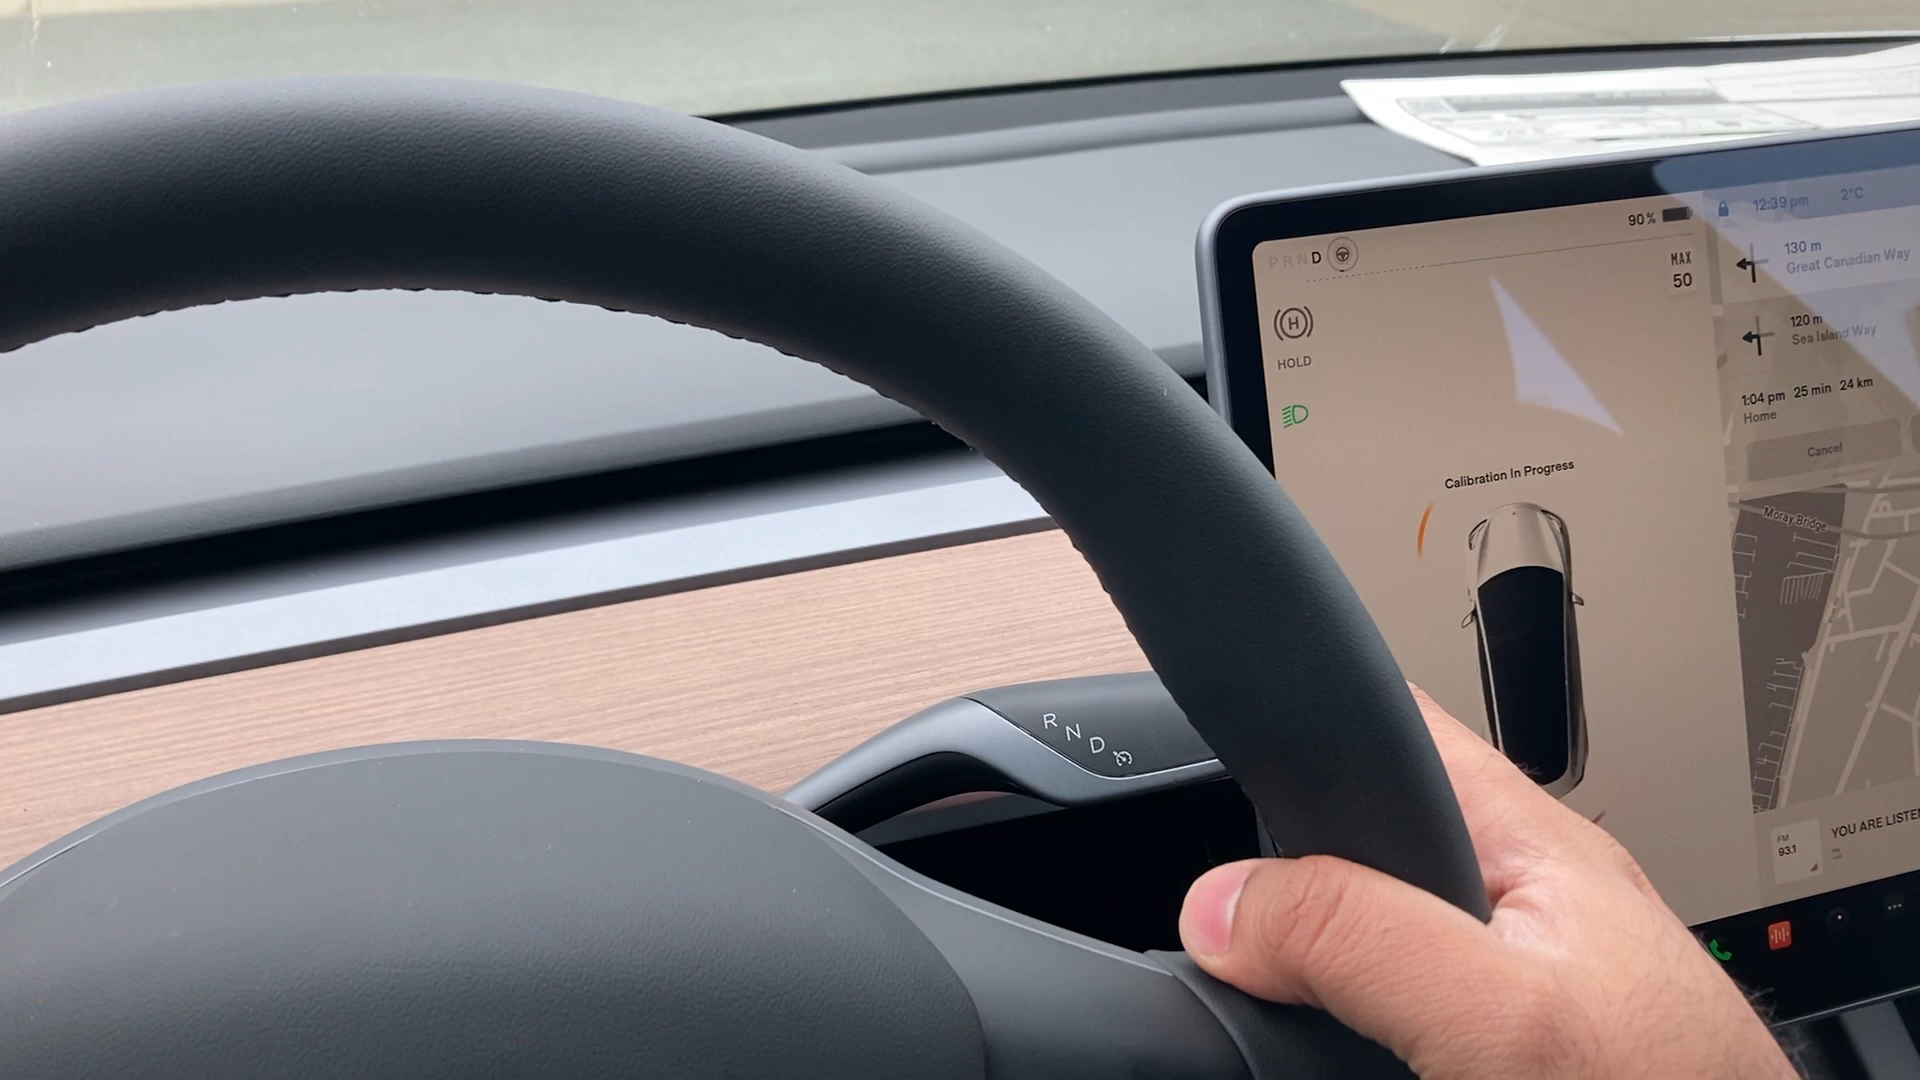 90 %
12:39 pm 2°C
P R N D
MAX
50
130 m
Great Canadian Way
H
HOLD
120 m
Sea Island Way
1:04 pm 25 min 24 km
Home
Cancel
Calibration In Progress
Moray Bridge
R N D
FM
93.1
YOU ARE